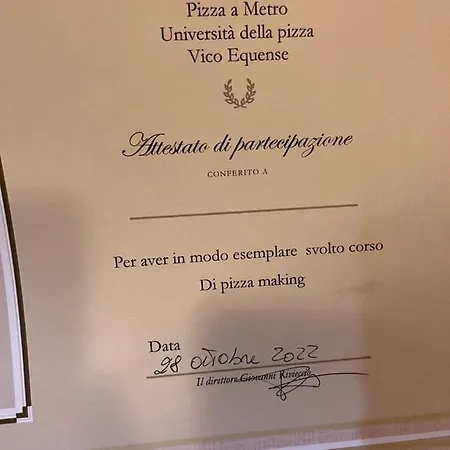 Pizza a Metro
Università della pizza
Vico Equense
Attestato di partecipazione
CONFERITO A
Per aver in modo esemplare svolto corso
Di pizza making
Data
28 ottobre 2022
Il direttore Giovanni